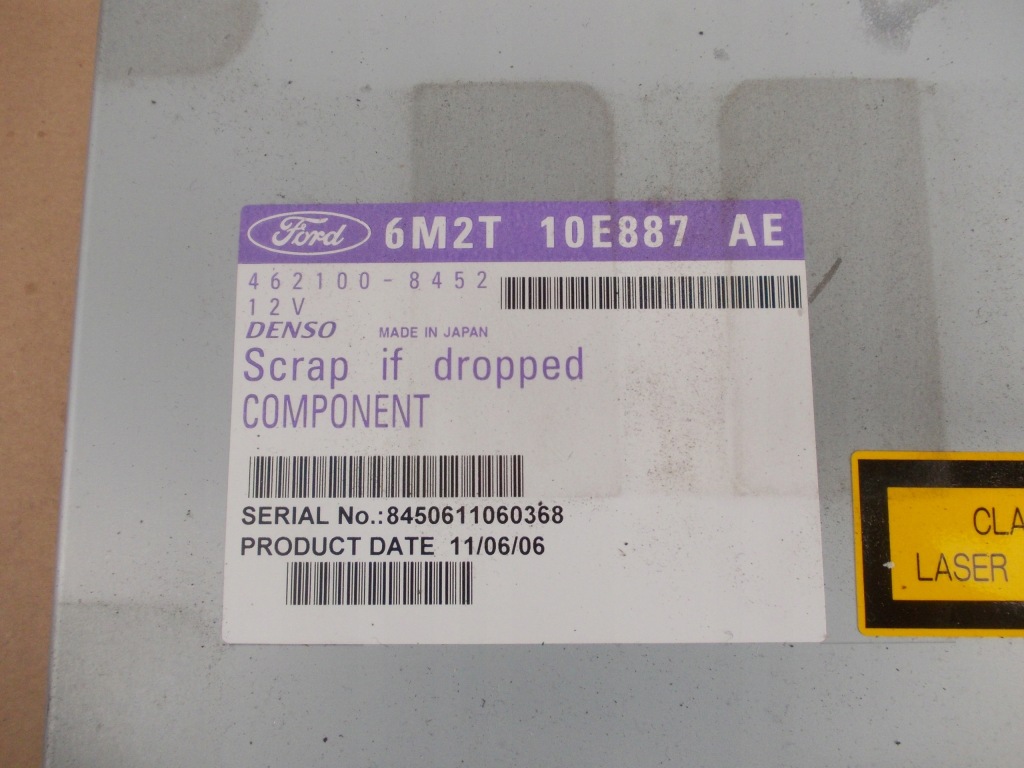 Ford 6M2T 10E887 AE
462100-8452
12V
DENSO MADE IN JAPAN
Scrap if dropped
COMPONENT
SERIAL No.:8450611060368
PRODUCT DATE 11/06/06
CLA
LASER